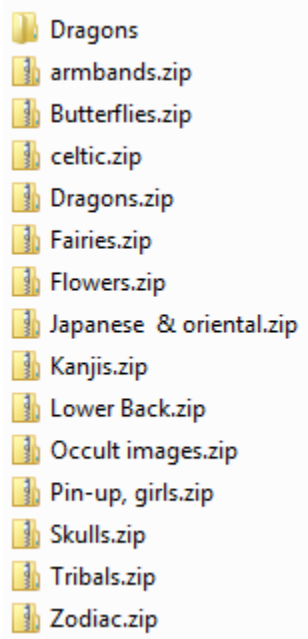 Dragons
armbands.zip
Butterflies.zip
celtic.zip
Dragons.zip
Fairies.zip
Flowers.zip
Japanese  & oriental.zip
Kanjis.zip
Lower Back.zip
Occult images.zip
Pin-up, girls.zip
Skulls.zip
Tribals.zip
Zodiac.zip